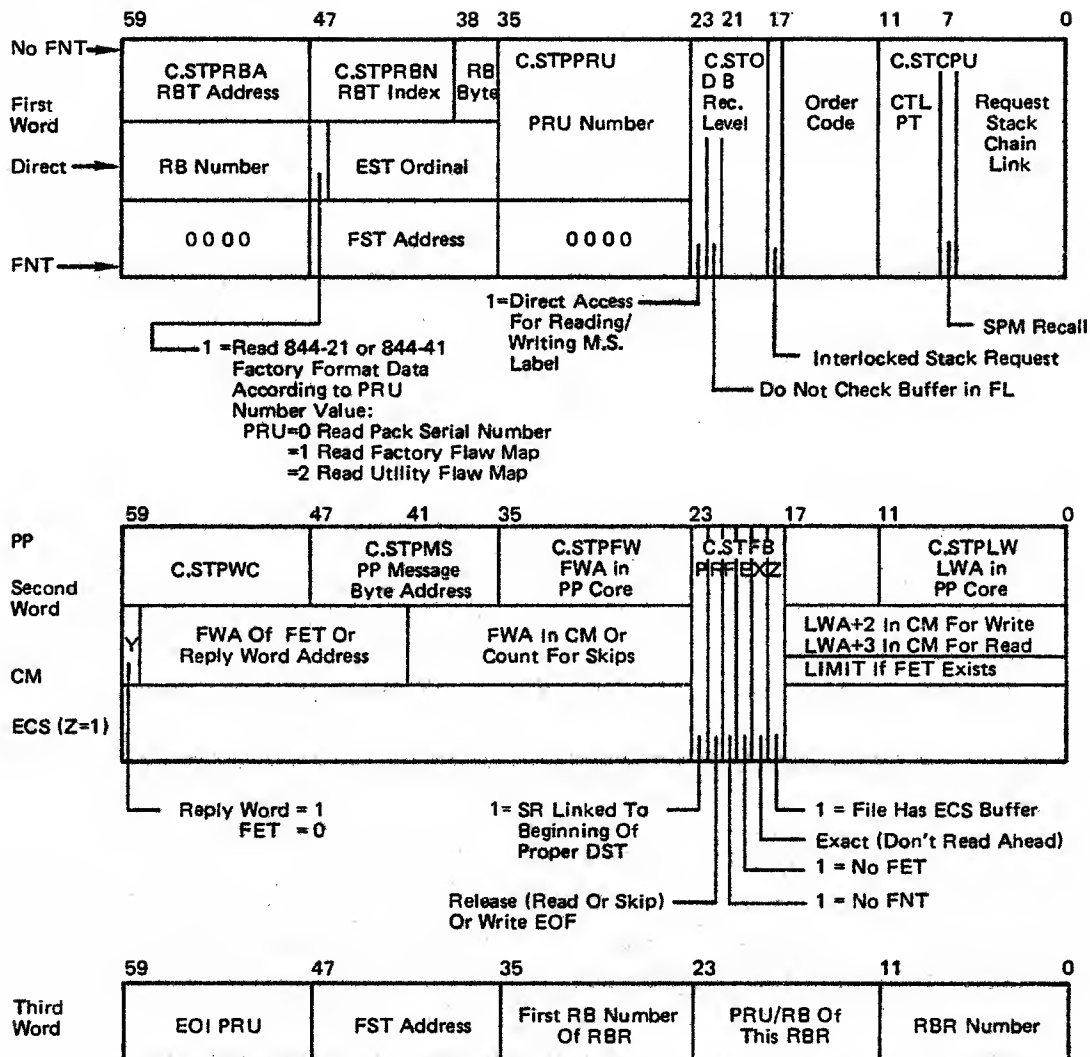 59 47 38 35 23 21 17 11 7 0
No FNT
First
Word
Direct
FNT
C.STPRBA
RBT Address
C.STPRBN
RBT Index
RB
Byte
C.STPPRU
PRU Number
C.STO
D B
Rec.
Level
Order
Code
C.STCPU
CTL
PT
Request
Stack
Chain
Link
RB Number
EST Ordinal
0 0 0 0
FST Address
0 0 0 0
1=Direct Access
For Reading/
Writing M.S.
Label
SPM Recall
Interlocked Stack Request
Do Not Check Buffer in FL
1 =Read 844-21 or 844-41
Factory Format Data
According to PRU
Number Value:
PRU=0 Read Pack Serial Number
=1 Read Factory Flaw Map
=2 Read Utility Flaw Map
59 47 41 35 23 17 11 0
PP
Second
Word
CM
ECS (Z=1)
C.STPWC
C.STPMS
PP Message
Byte Address
C.STPFW
FWA in
PP Core
C.STFB
P R F E X Z
C.STPLW
LWA in
PP Core
Y
FWA Of FET Or
Reply Word Address
FWA In CM Or
Count For Skips
LWA+2 In CM For Write
LWA+3 In CM For Read
LIMIT If FET Exists
Reply Word = 1
FET = 0
1= SR Linked To
Beginning Of
Proper DST
1 = File Has ECS Buffer
Exact (Don't Read Ahead)
1 = No FET
1 = No FNT
Release (Read Or Skip)
Or Write EOF
59 47 35 23 11 0
Third
Word
EOI PRU
FST Address
First RB Number
Of RBR
PRU/RB Of
This RBR
RBR Number